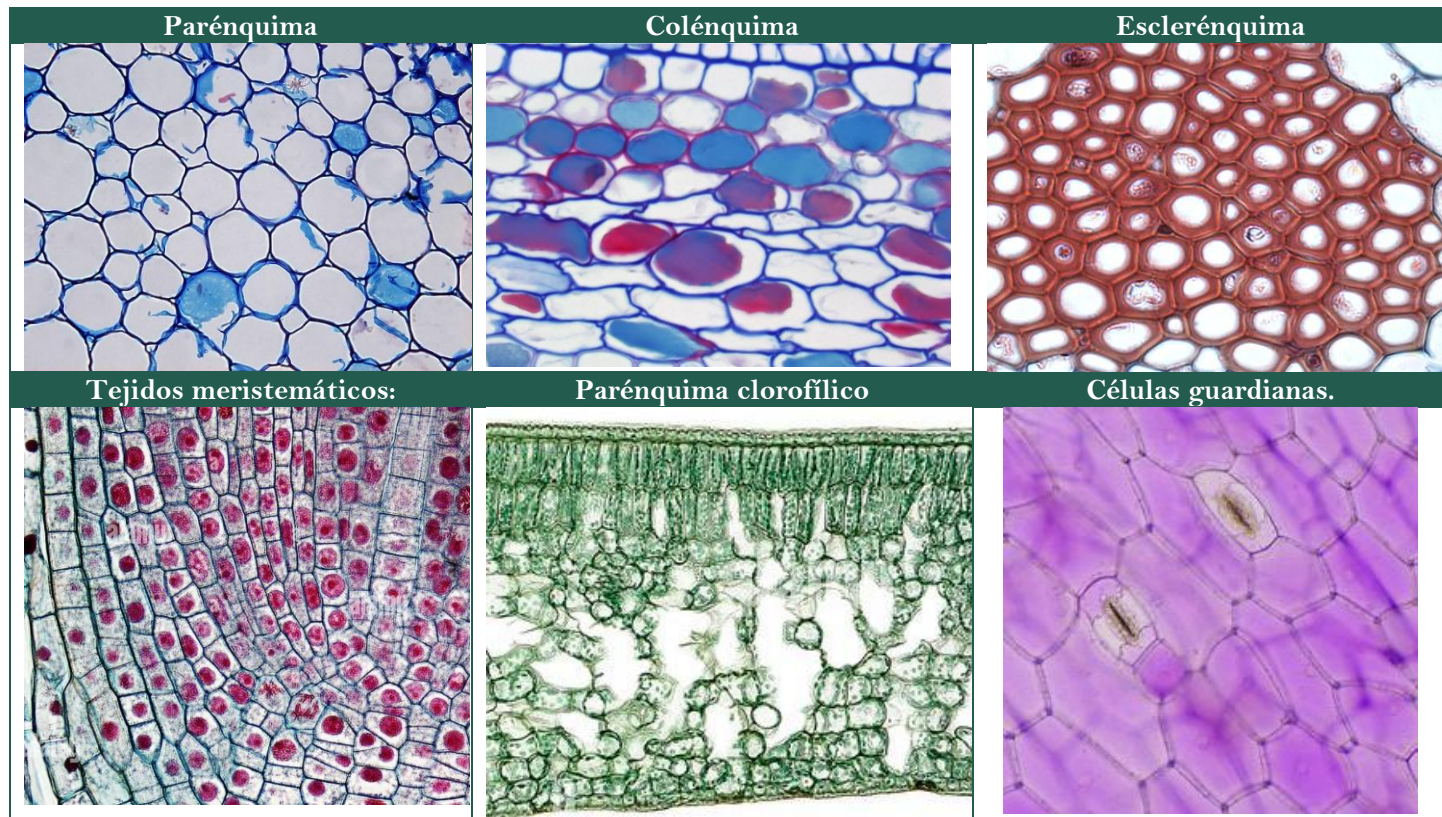 Parénquima
Colénquima
Esclerénquima
Tejidos meristemáticos:
Parénquima clorofílico
Células guardianas.